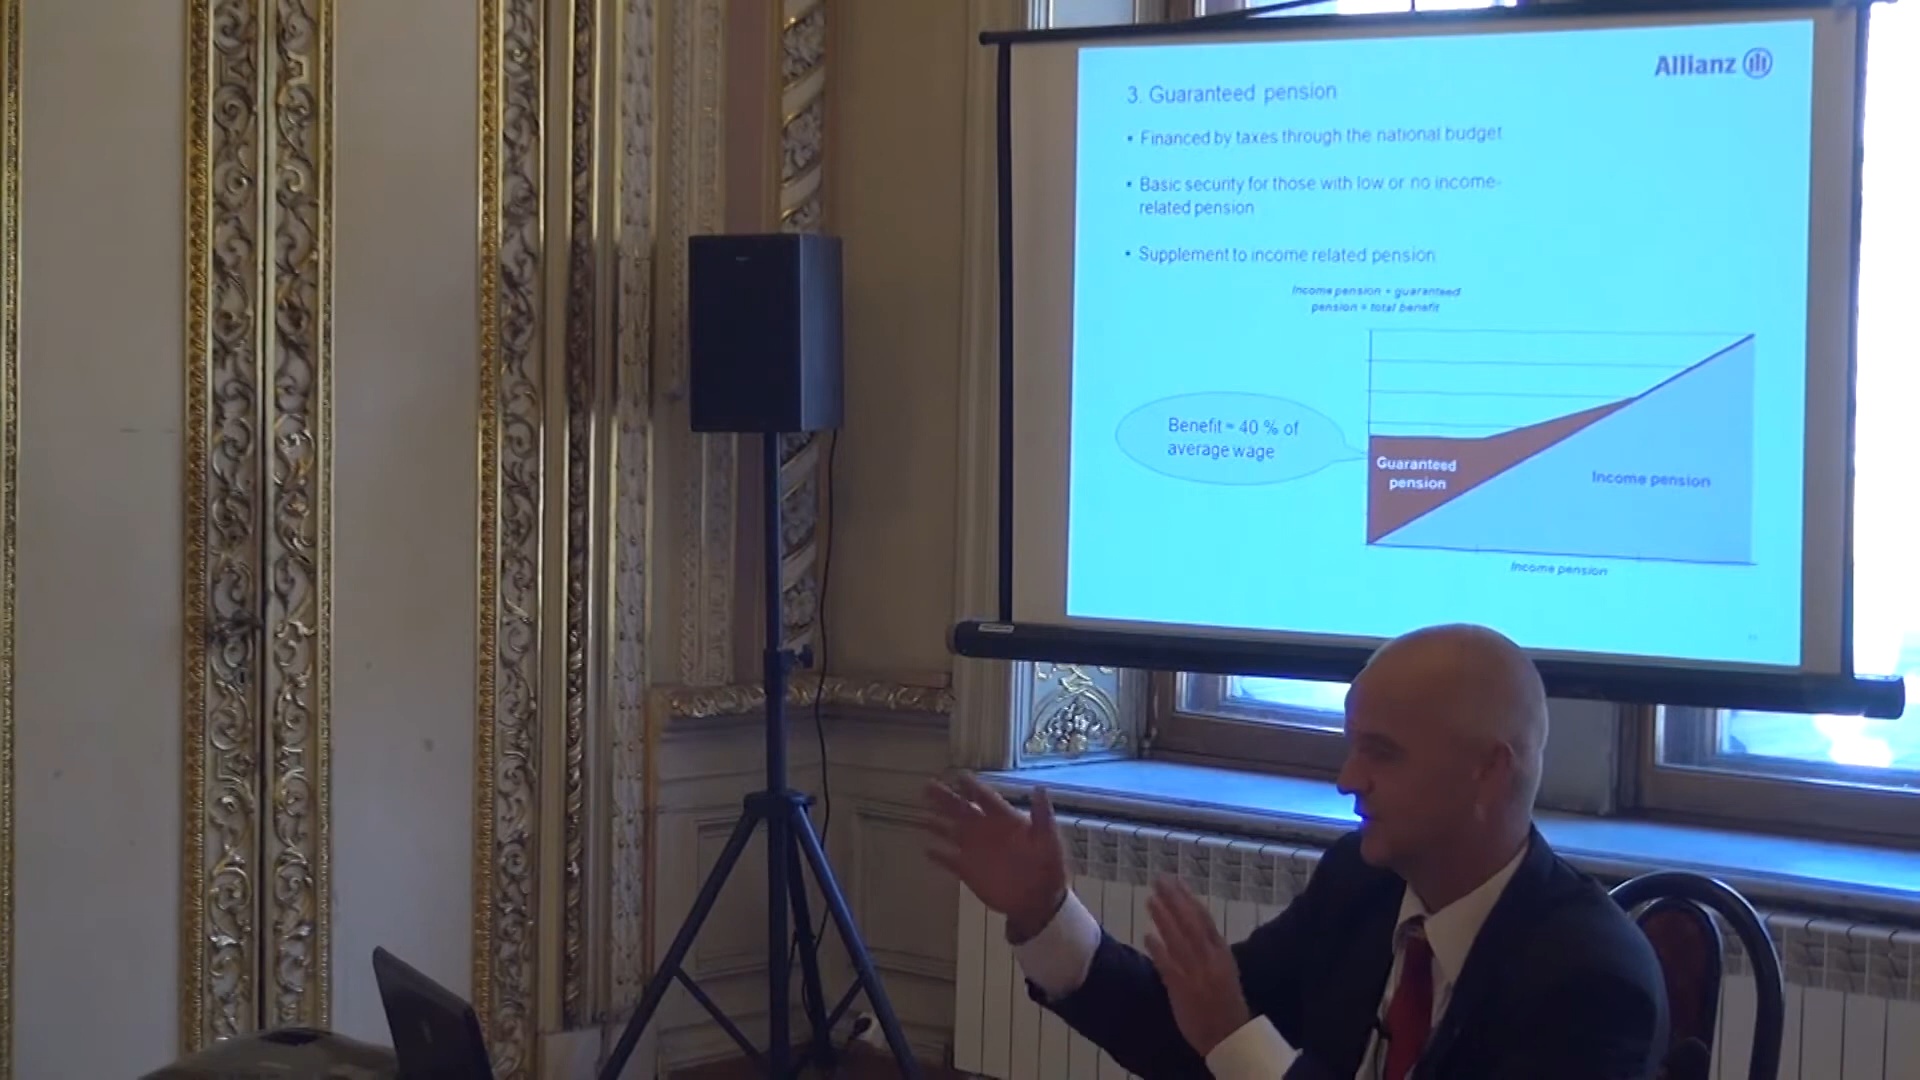 Allianz
3. Guaranteed pension
• Financed by taxes through the national budget
• Basic security for those with low or no income-
related pension
• Supplement to income related pension
Income pension + guaranteed
pension = total benefit
Benefit ≈ 40 % of
average wage
Guaranteed
pension
Income pension
Income pension